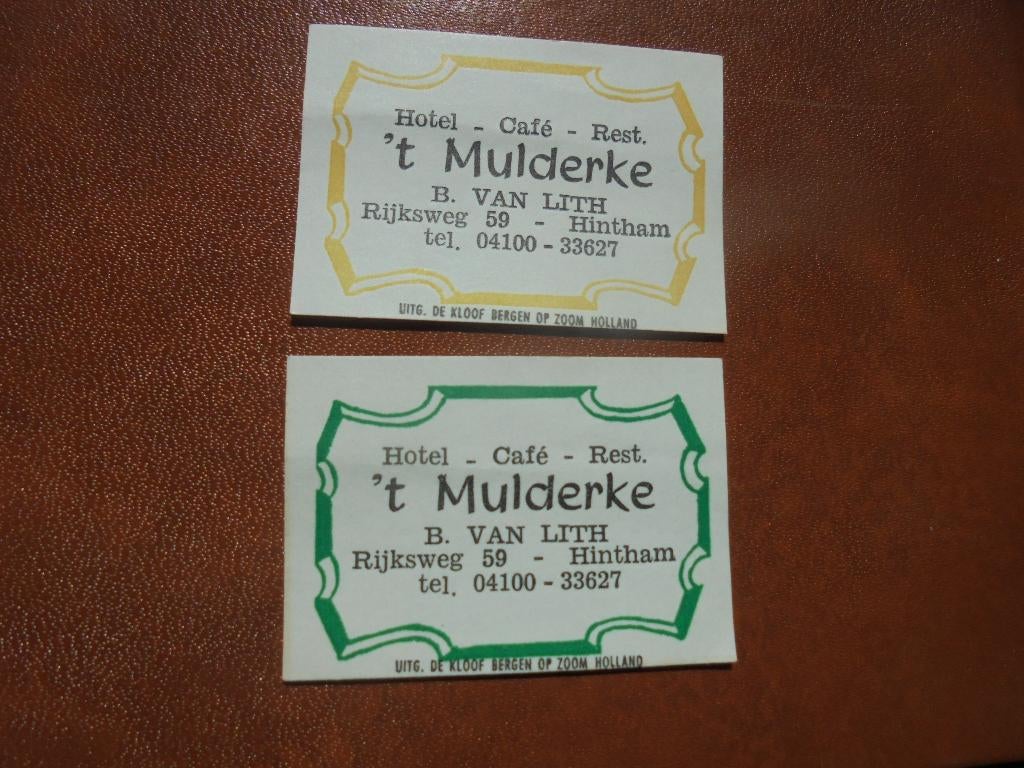 Hotel - Café - Rest.
't Mulderke
B. VAN LITH
Rijksweg 59 - Hintham
tel. 04100 - 33627
UITG. DE KLOOF BERGEN OP ZOOM HOLLAND
Hotel - Café - Rest.
't Mulderke
B. VAN LITH
Rijksweg 59 - Hintham
tel. 04100 - 33627
UITG. DE KLOOF BERGEN OP ZOOM HOLLAND